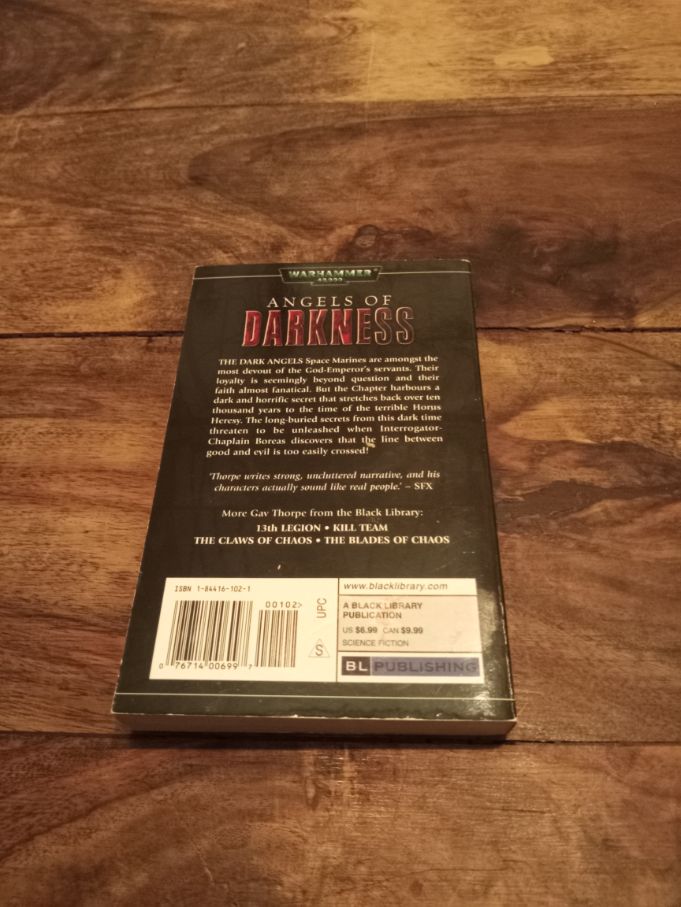 WARHAMMER
40,000
ANGELS OF
DARKNESS
THE DARK ANGELS Space Marines are amongst the
most devout of the God-Emperor's servants. Their
loyalty is seemingly beyond question and their
faith almost fanatical. But the Chapter harbours a
dark and horrific secret that stretches back over ten
thousand years to the time of the terrible Horus
Heresy. The long-buried secrets from this dark time
threaten to be unleashed when Interrogator-
Chaplain Boreas discovers that the line between
good and evil is too easily crossed!
'Thorpe writes strong, uncluttered narrative, and his
characters actually sound like real people.' – SFX
More Gav Thorpe from the Black Library:
13th LEGION • KILL TEAM
THE CLAWS OF CHAOS • THE BLADES OF CHAOS
ISBN 1-84416-102-1
00102>
UPC
S
0 76714 00699 7
www.blacklibrary.com
A BLACK LIBRARY
PUBLICATION
US $6.99 CAN $9.99
SCIENCE FICTION
BL PUBLISHING